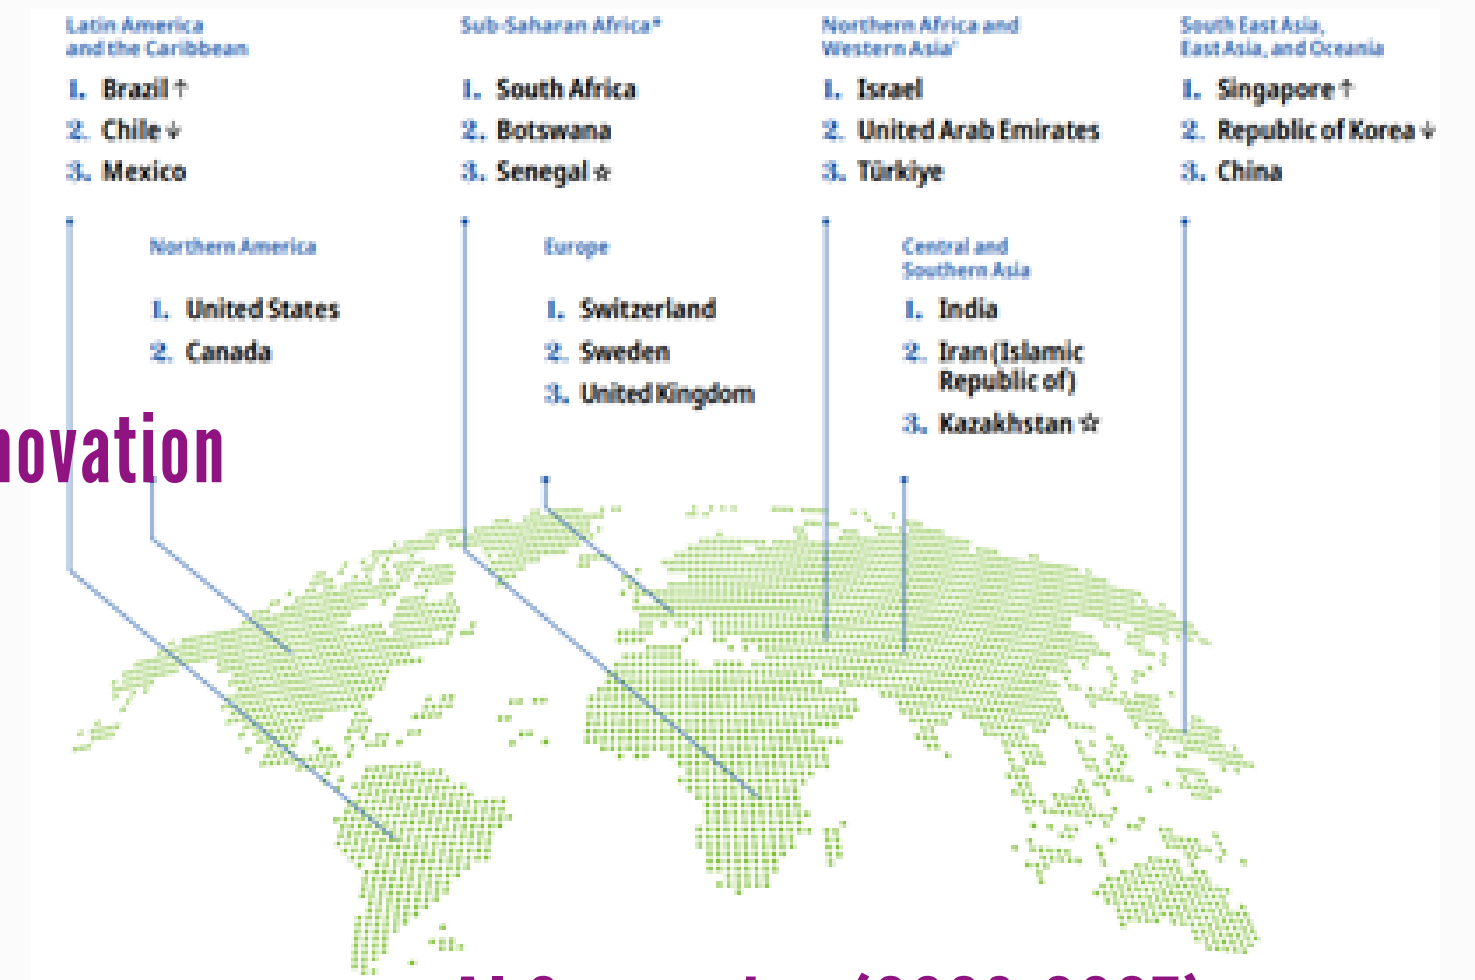 Latin America
and the Caribbean
1. Brazil ↑
2. Chile ↓
3. Mexico
Sub-Saharan Africa*
1. South Africa
2. Botswana
3. Senegal ☆
Northern Africa and
Western Asia
1. Israel
2. United Arab Emirates
3. Türkiye
South East Asia,
East Asia, and Oceania
1. Singapore ↑
2. Republic of Korea ↓
3. China
Northern America
1. United States
2. Canada
Europe
1. Switzerland
2. Sweden
3. United Kingdom
Central and
Southern Asia
1. India
2. Iran (Islamic
Republic of)
3. Kazakhstan ☆
novation